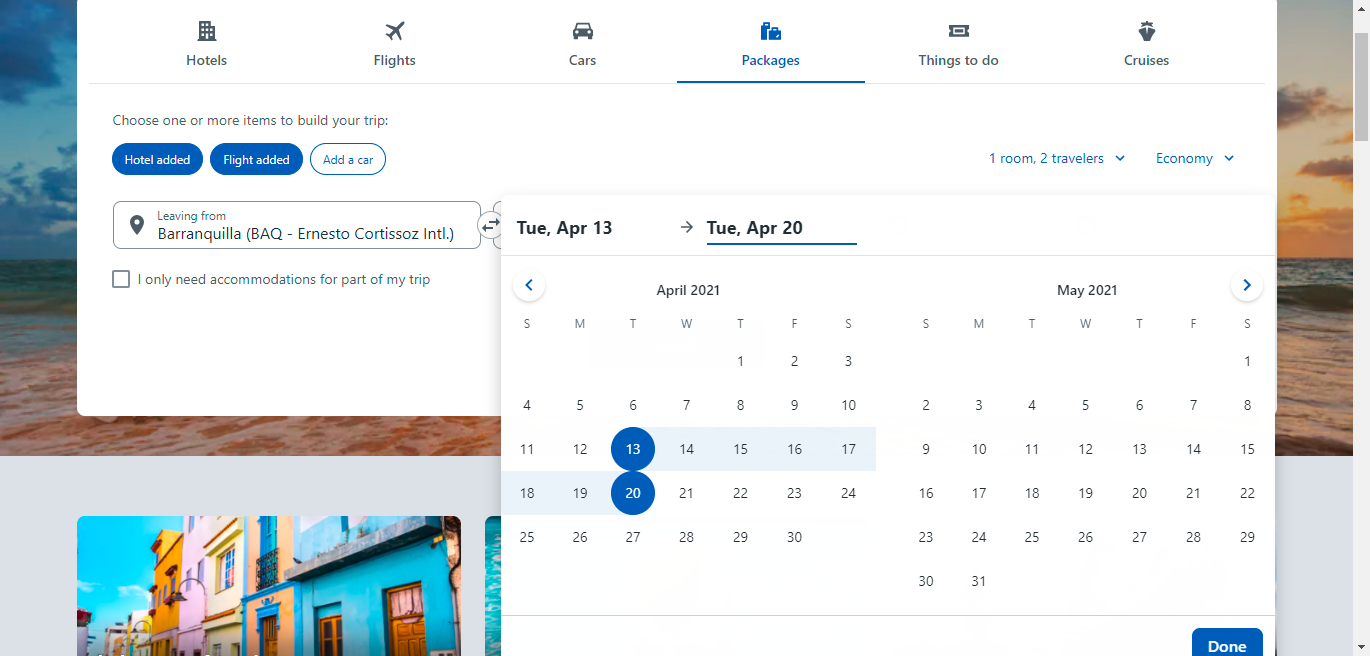 Hotels Flights Cars Packages Things to do Cruises
Choose one or more items to build your trip:
Hotel added Flight added Add a car
1 room, 2 travelers Economy
Leaving from
Barranquilla (BAQ - Ernesto Cortissoz Intl.)
I only need accommodations for part of my trip
Tue, Apr 13 Tue, Apr 20
April 2021
S M T W T F S
1 2 3
4 5 6 7 8 9 10
11 12 13 14 15 16 17
18 19 20 21 22 23 24
25 26 27 28 29 30
May 2021
S M T W T F S
1
2 3 4 5 6 7 8
9 10 11 12 13 14 15
16 17 18 19 20 21 22
23 24 25 26 27 28 29
30 31
Done